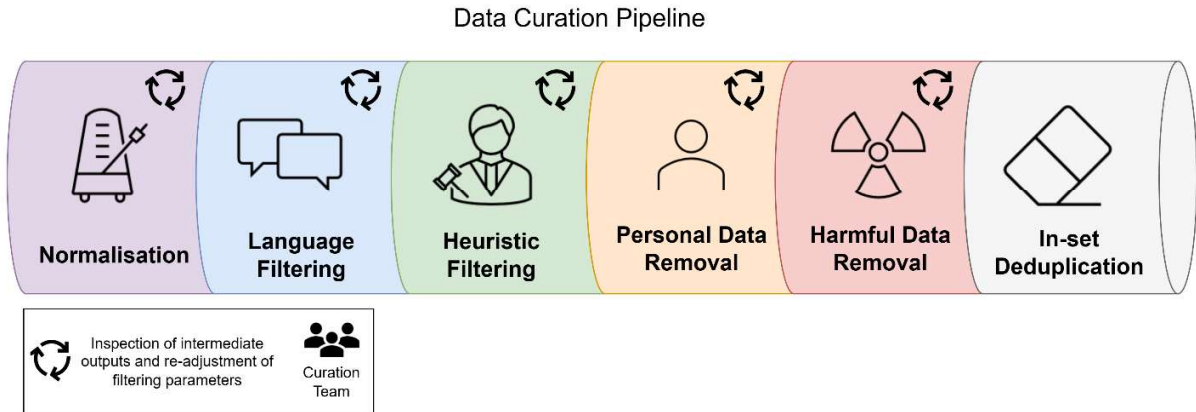 Data Curation Pipeline
Normalisation
Language
Filtering
Heuristic
Filtering
Personal Data
Removal
Harmful Data
Removal
In-set
Deduplication
Inspection of intermediate
outputs and re-adjustment of
filtering parameters
Curation
Team